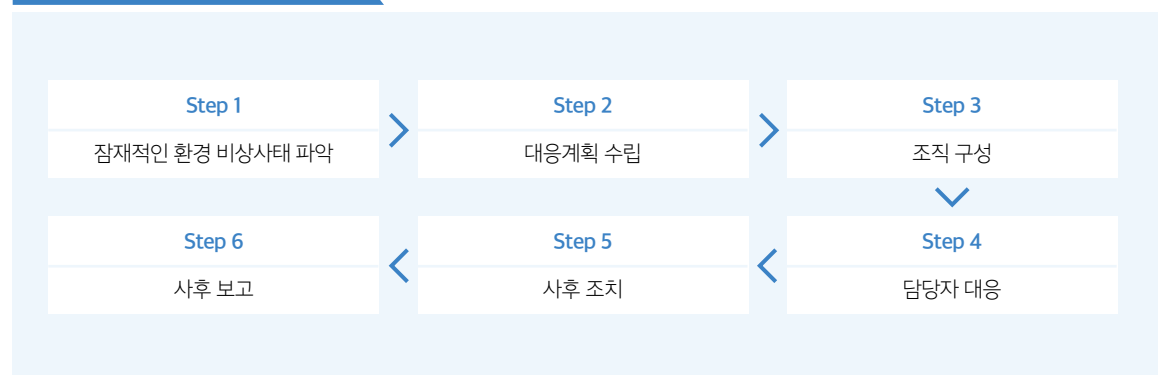 Step 1
잠재적인 환경 비상사태 파악
Step 2
대응계획 수립
Step 3
조직 구성
Step 4
담당자 대응
Step 5
사후 조치
Step 6
사후 보고